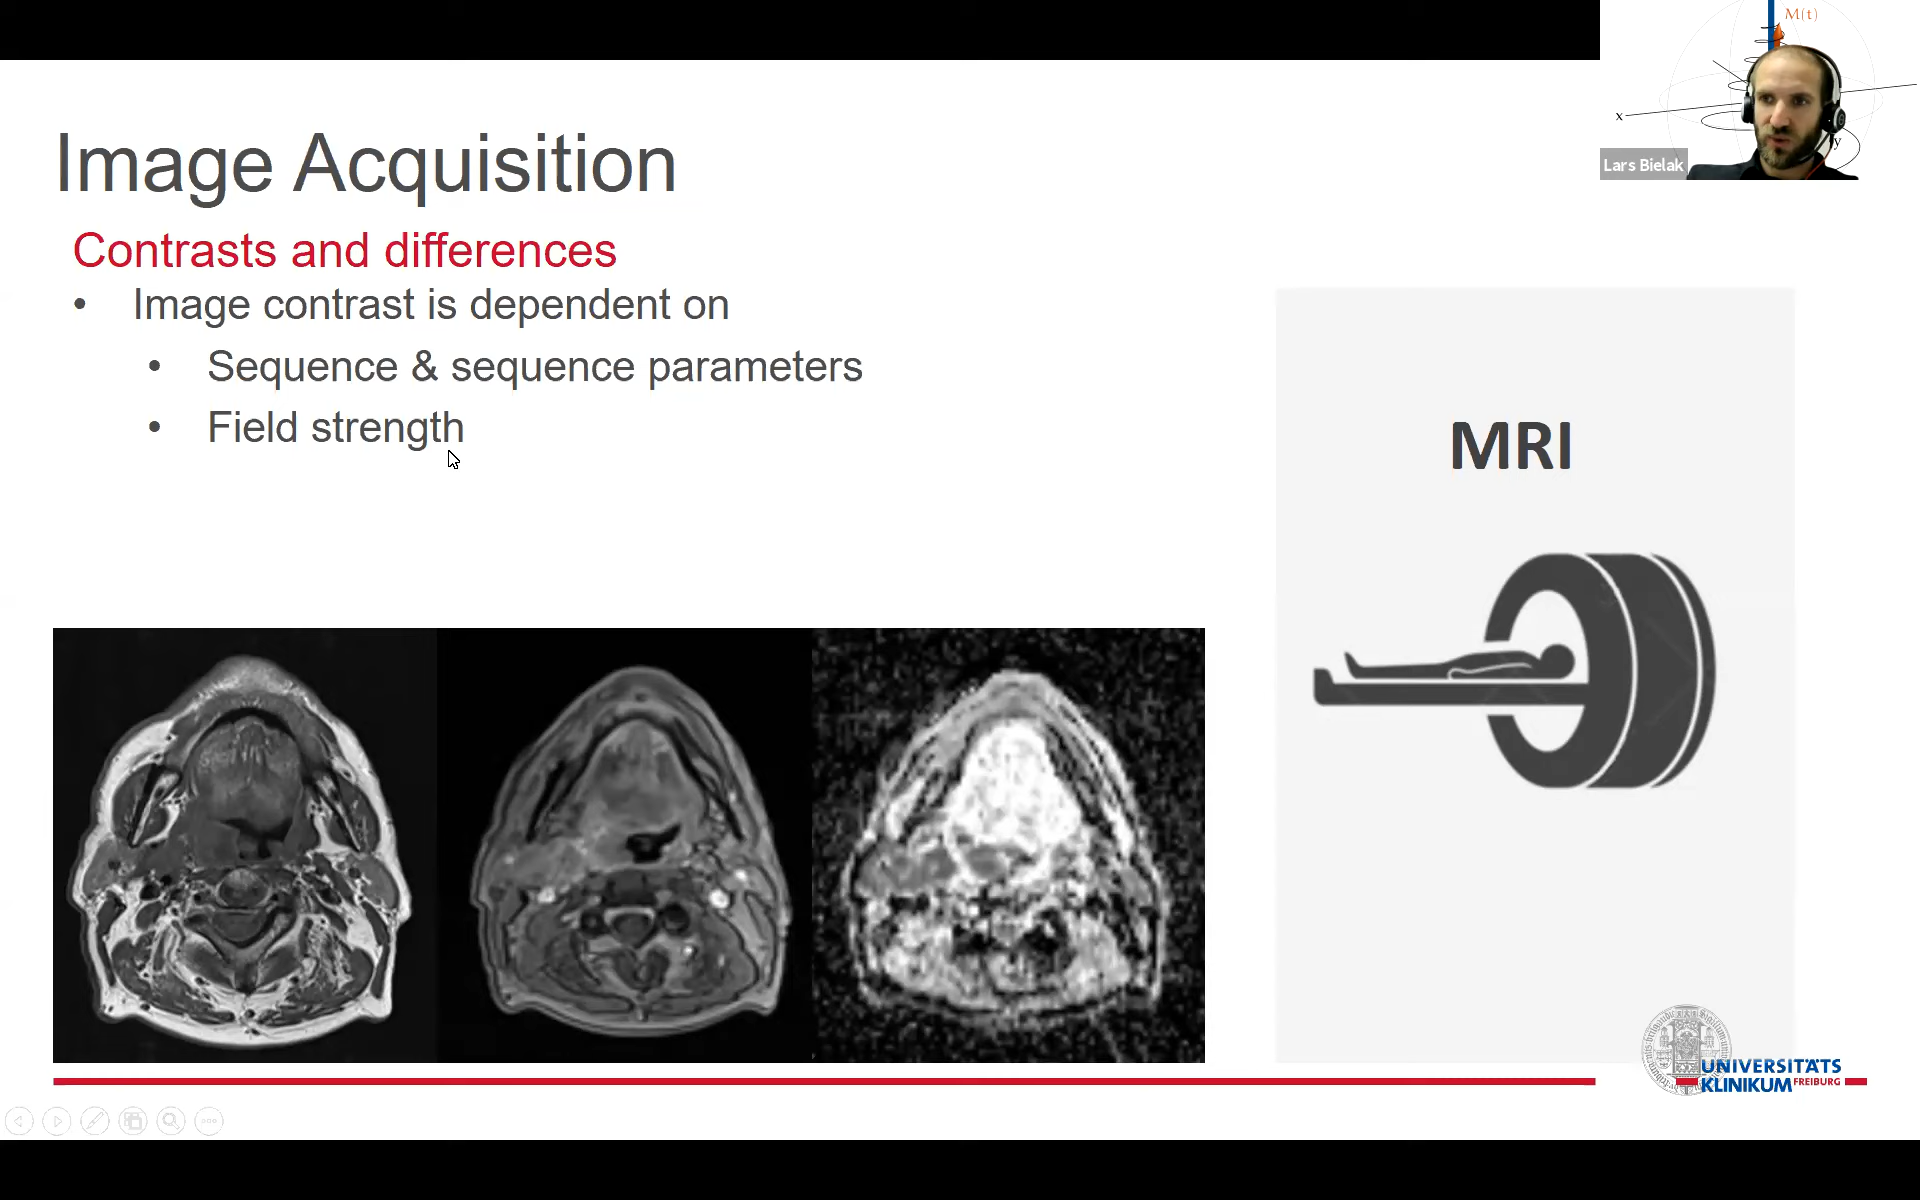 M(t)
x
y
Lars Bielak
Image Acquisition
Contrasts and differences
• Image contrast is dependent on
• Sequence & sequence parameters
• Field strength
MRI
UNIVERSITÄTS
KLINIKUM FREIBURG